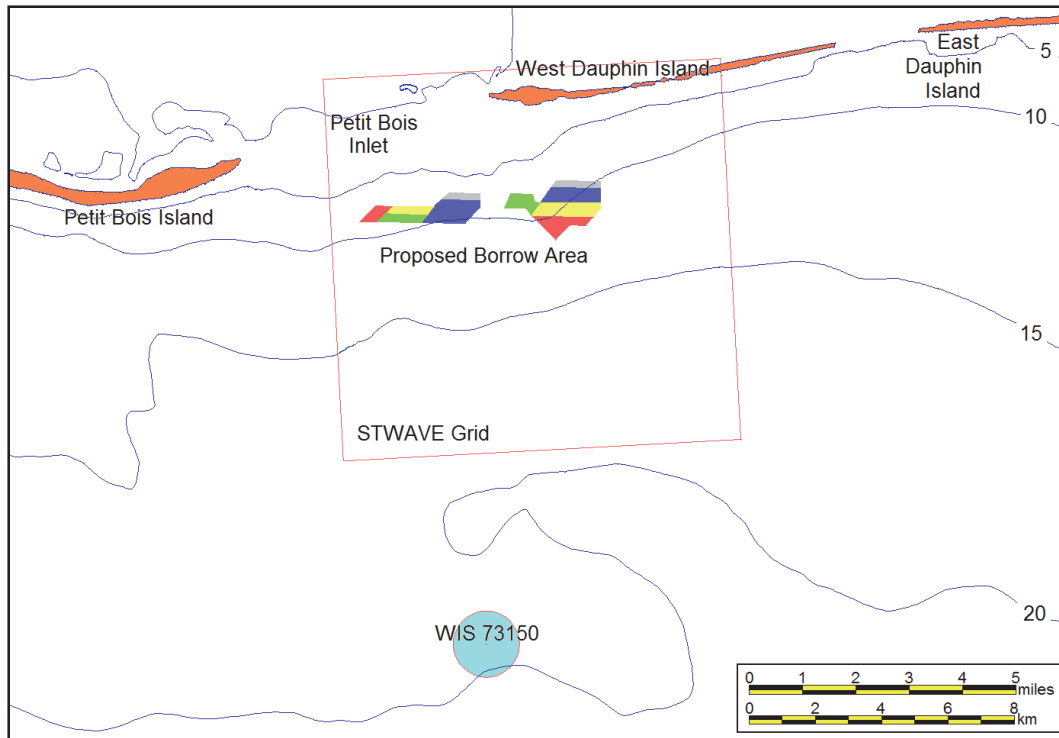 East
5
West Dauphin Island
Dauphin
Island
10
Petit Bois
Inlet
Petit Bois Island
Proposed Borrow Area
15
STWAVE Grid
20
WIS 73150
0 1 2 3 4 5
miles
0 2 4 6 8
km